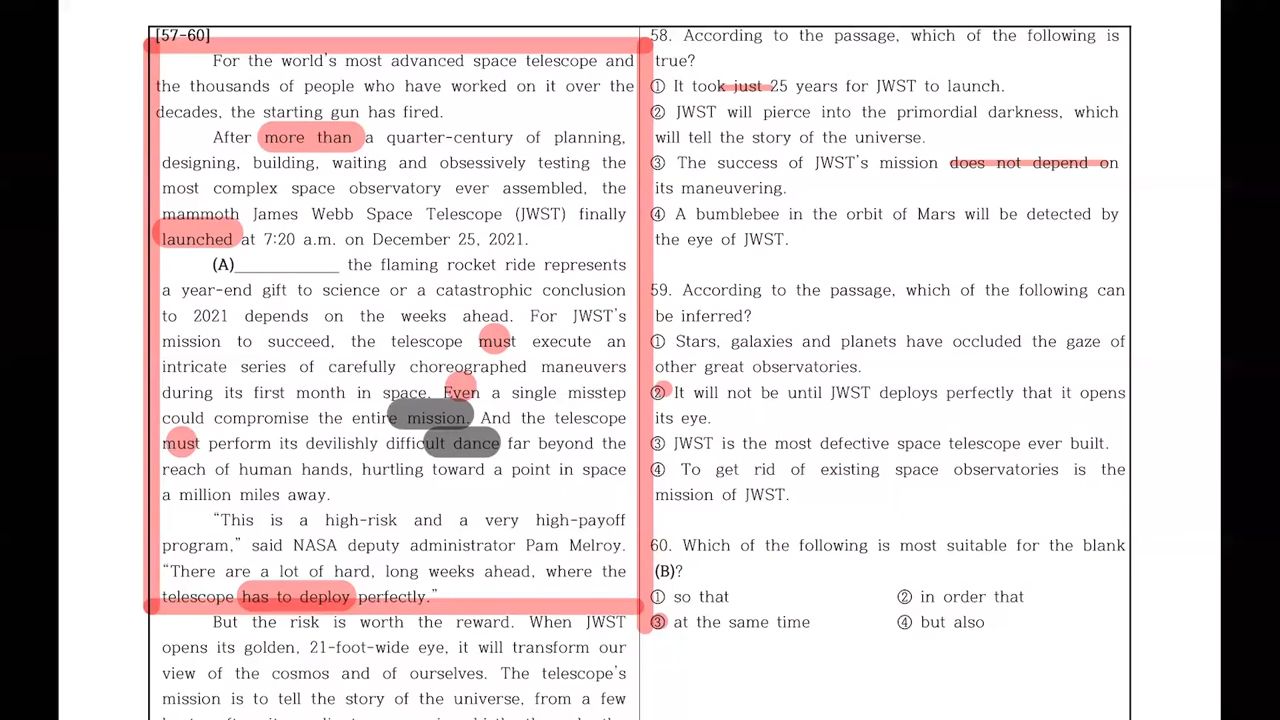 [57-60]
For the world's most advanced space telescope and
the thousands of people who have worked on it over the
decades, the starting gun has fired.
After more than a quarter-century of planning,
designing, building, waiting and obsessively testing the
most complex space observatory ever assembled, the
mammoth James Webb Space Telescope (JWST) finally
launched at 7:20 a.m. on December 25, 2021.
(A)____________ the flaming rocket ride represents
a year-end gift to science or a catastrophic conclusion
to 2021 depends on the weeks ahead. For JWST's
mission to succeed, the telescope must execute an
intricate series of carefully choreographed maneuvers
during its first month in space. Even a single misstep
could compromise the entire mission. And the telescope
must perform its devilishly difficult dance far beyond the
reach of human hands, hurtling toward a point in space
a million miles away.
"This is a high-risk and a very high-payoff
program," said NASA deputy administrator Pam Melroy.
"There are a lot of hard, long weeks ahead, where the
telescope has to deploy perfectly."
But the risk is worth the reward. When JWST
opens its golden, 21-foot-wide eye, it will transform our
view of the cosmos and of ourselves. The telescope's
mission is to tell the story of the universe, from a few
58. According to the passage, which of the following is
true?
① It took just 25 years for JWST to launch.
② JWST will pierce into the primordial darkness, which
will tell the story of the universe.
③ The success of JWST's mission does not depend on
its maneuvering.
④ A bumblebee in the orbit of Mars will be detected by
the eye of JWST.
59. According to the passage, which of the following can
be inferred?
① Stars, galaxies and planets have occluded the gaze of
other great observatories.
② It will not be until JWST deploys perfectly that it opens
its eye.
③ JWST is the most defective space telescope ever built.
④ To get rid of existing space observatories is the
mission of JWST.
60. Which of the following is most suitable for the blank
(B)?
① so that ② in order that
③ at the same time ④ but also